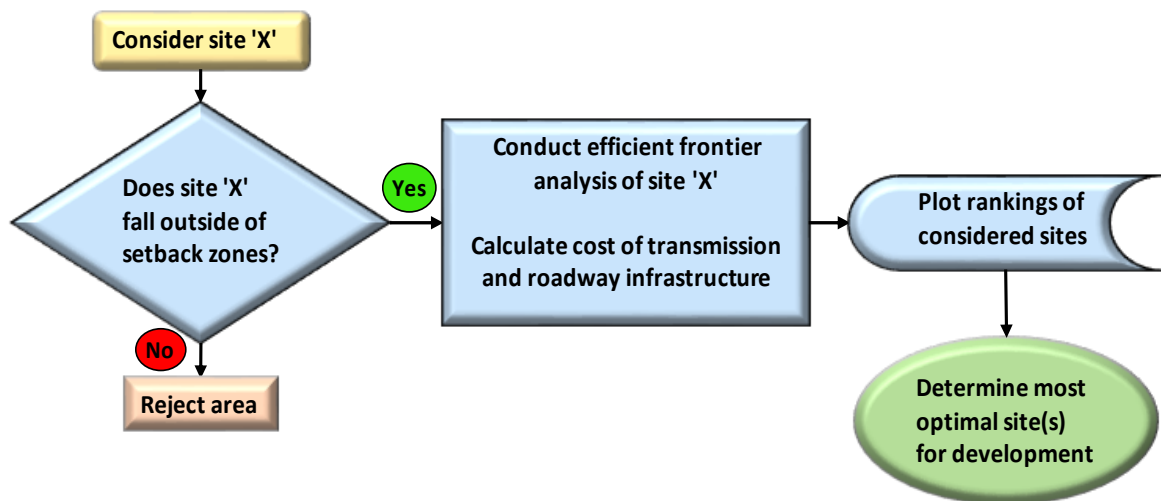 Consider site 'X'
Does site 'X'
fall outside of
setback zones?
Yes
No
Reject area
Conduct efficient frontier
analysis of site 'X'
Calculate cost of transmission
and roadway infrastructure
Plot rankings of
considered sites
Determine most
optimal site(s)
for development